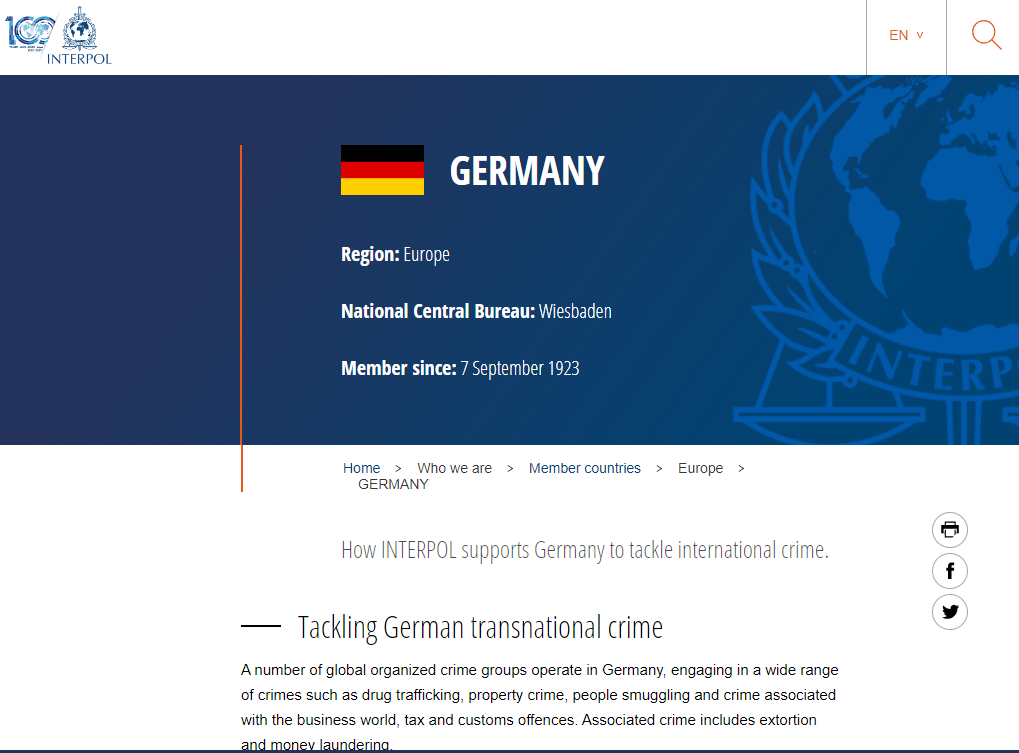 INTERPOL
EN
GERMANY
Region: Europe
National Central Bureau: Wiesbaden
Member since: 7 September 1923
INTERP
Home > Who we are > Member countries > Europe >
GERMANY
How INTERPOL supports Germany to tackle international crime.
Tackling German transnational crime
A number of global organized crime groups operate in Germany, engaging in a wide range
of crimes such as drug trafficking, property crime, people smuggling and crime associated
with the business world, tax and customs offences. Associated crime includes extortion
and money laundering.